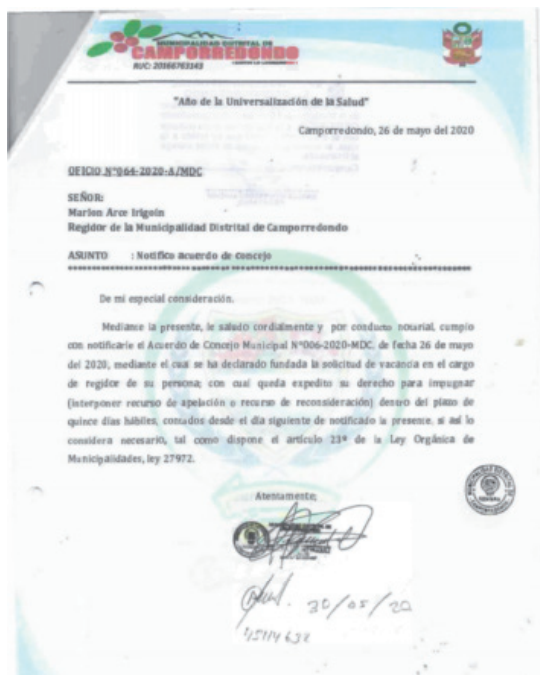 MUNICIPALIDAD DISTRITAL DE
CAMPORREDONDO
RUC: 20166763143
"Año de la Universalización de la Salud"
Camporredondo, 26 de mayo del 2020
OFICIO N°064-2020-A/MDC
SEÑOR:
Marlon Arce Irigoin
Regidor de la Municipalidad Distrital de Camporredondo
ASUNTO : Notifico acuerdo de concejo
De mi especial consideración.
Mediante la presente, le saludo cordialmente y por conducto notarial, cumplo
con notificarle el Acuerdo de Concejo Municipal N°006-2020-MDC, de fecha 26 de mayo
del 2020, mediante el cual se ha declarado fundada la solicitud de vacancia en el cargo
de regidor de su persona; con cual queda expedito su derecho para impugnar
(interponer recurso de apelación o recurso de reconsideración) dentro del plazo de
quince días hábiles, contados desde el día siguiente de notificado la presente, si así lo
considera necesario, tal como dispone el artículo 23° de la Ley Orgánica de
Municipalidades, ley 27972.
Atentamente;
30/05/20